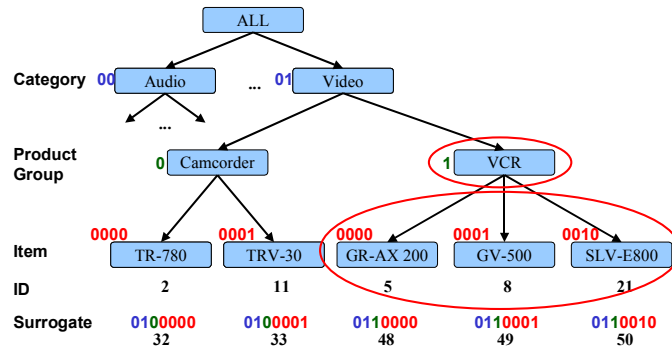 ALL
Category 00 Audio ... 01 Video
...
Product Group 0 Camcorder 1 VCR
0000 0001 0000 0001 0010
Item TR-780 TRV-30 GR-AX 200 GV-500 SLV-E800
ID 2 11 5 8 21
Surrogate 0100000 0100001 0110000 0110001 0110010
32 33 48 49 50